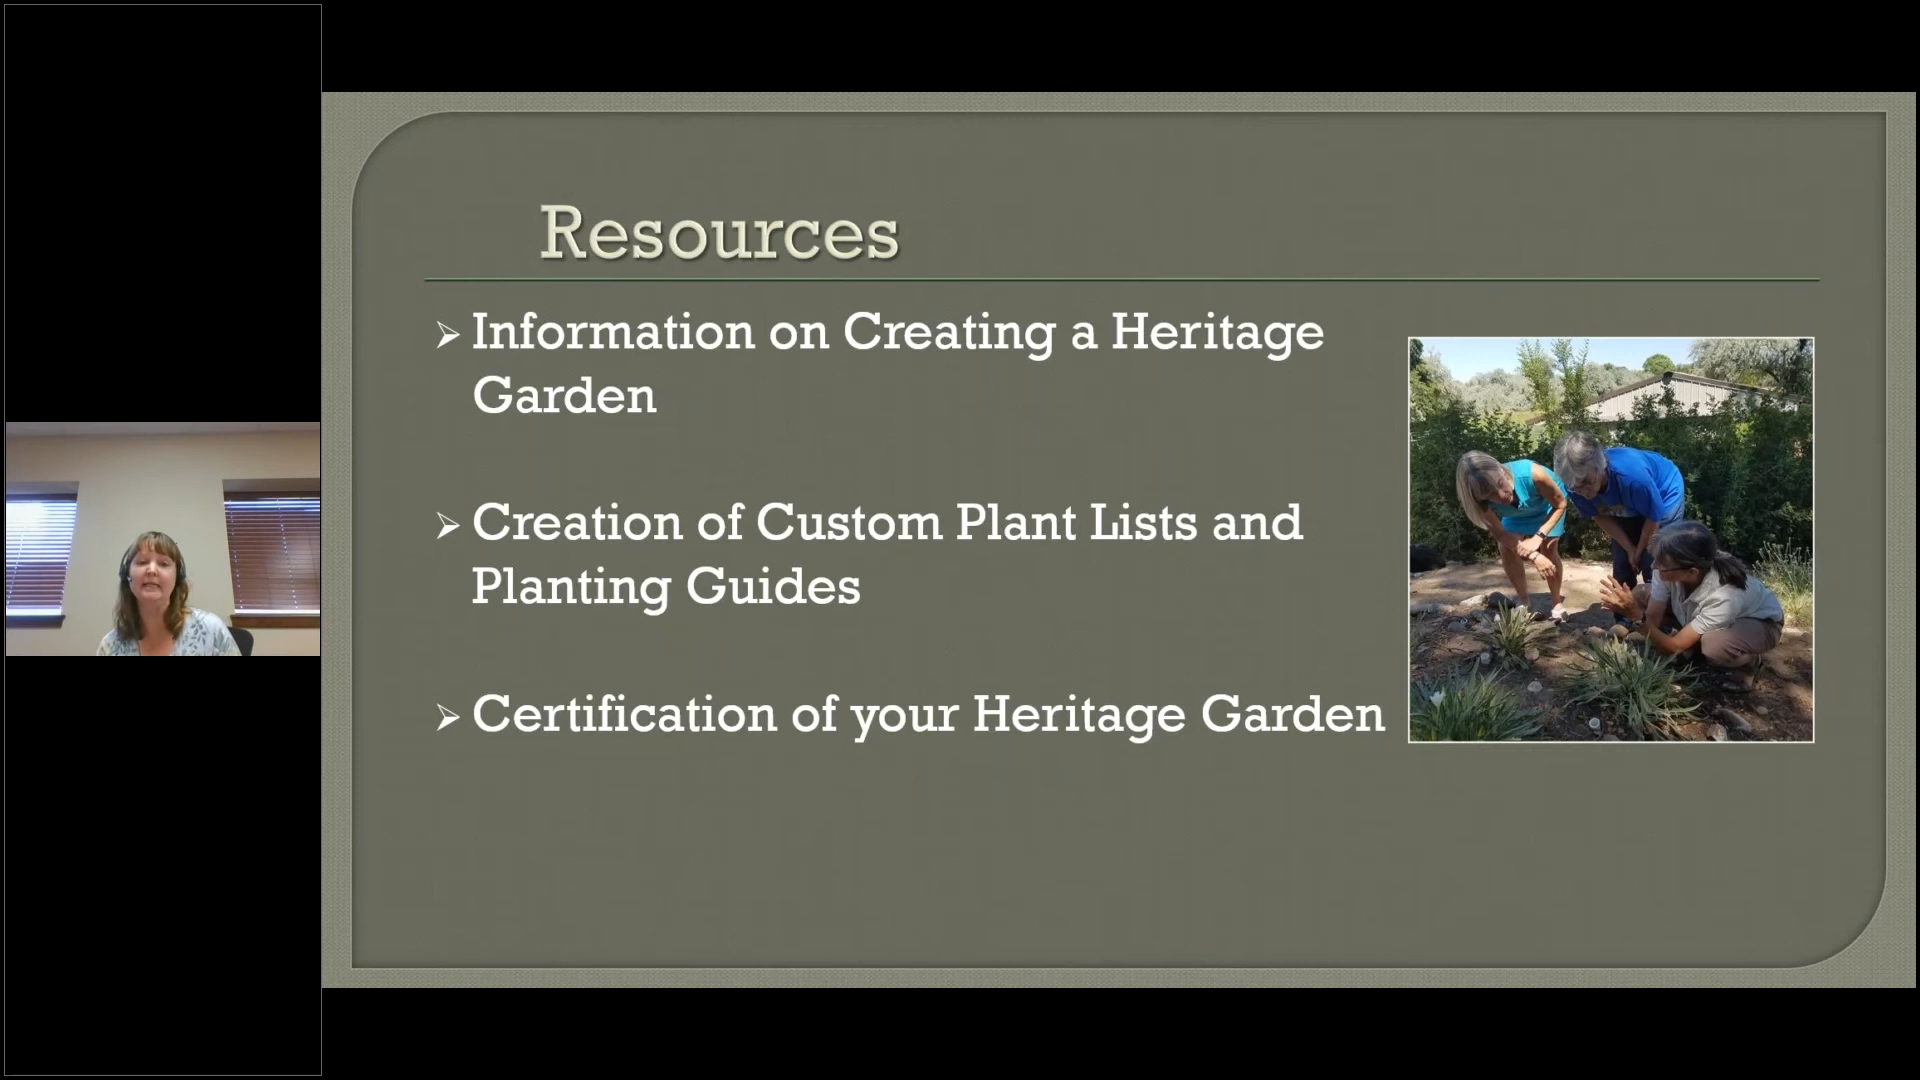 Resources
Information on Creating a Heritage
Garden
Creation of Custom Plant Lists and
Planting Guides
Certification of your Heritage Garden